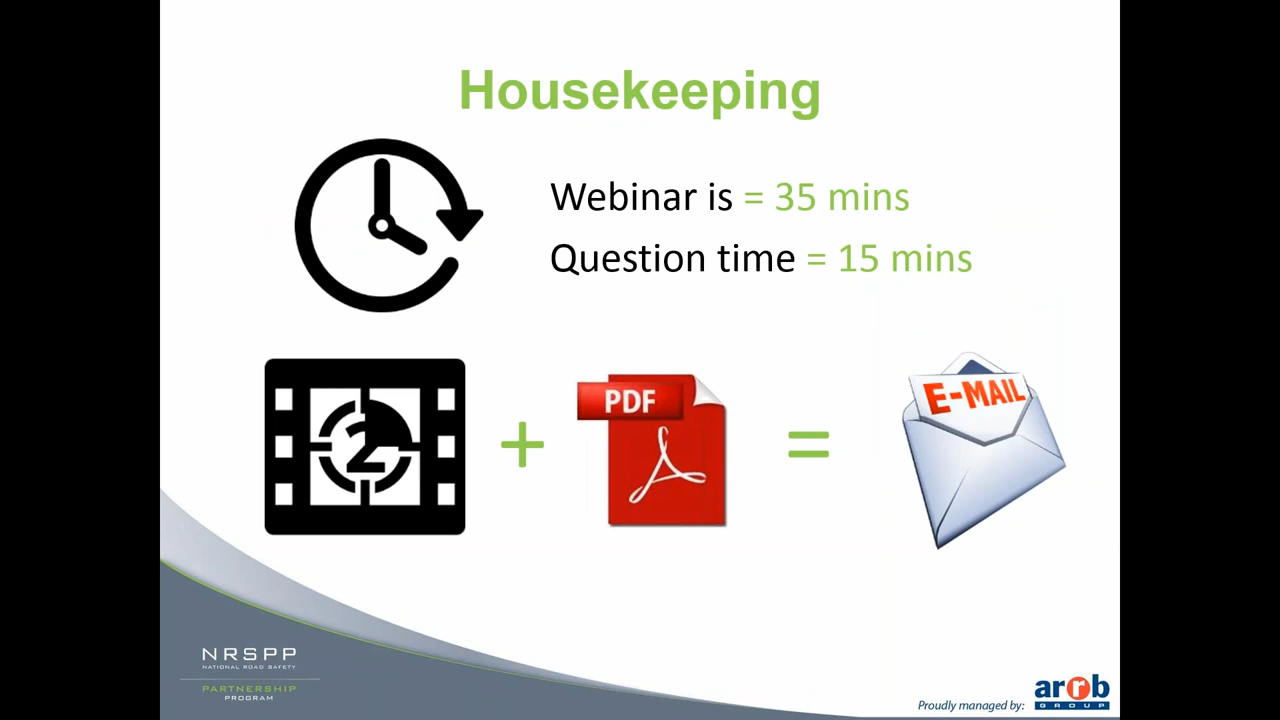 Housekeeping
Webinar is = 35 mins
Question time = 15 mins
2
PDF
E-MAIL
NRSPP
NATIONAL ROAD SAFETY
PARTNERSHIP
PROGRAM
Proudly managed by:
arrb
GROUP